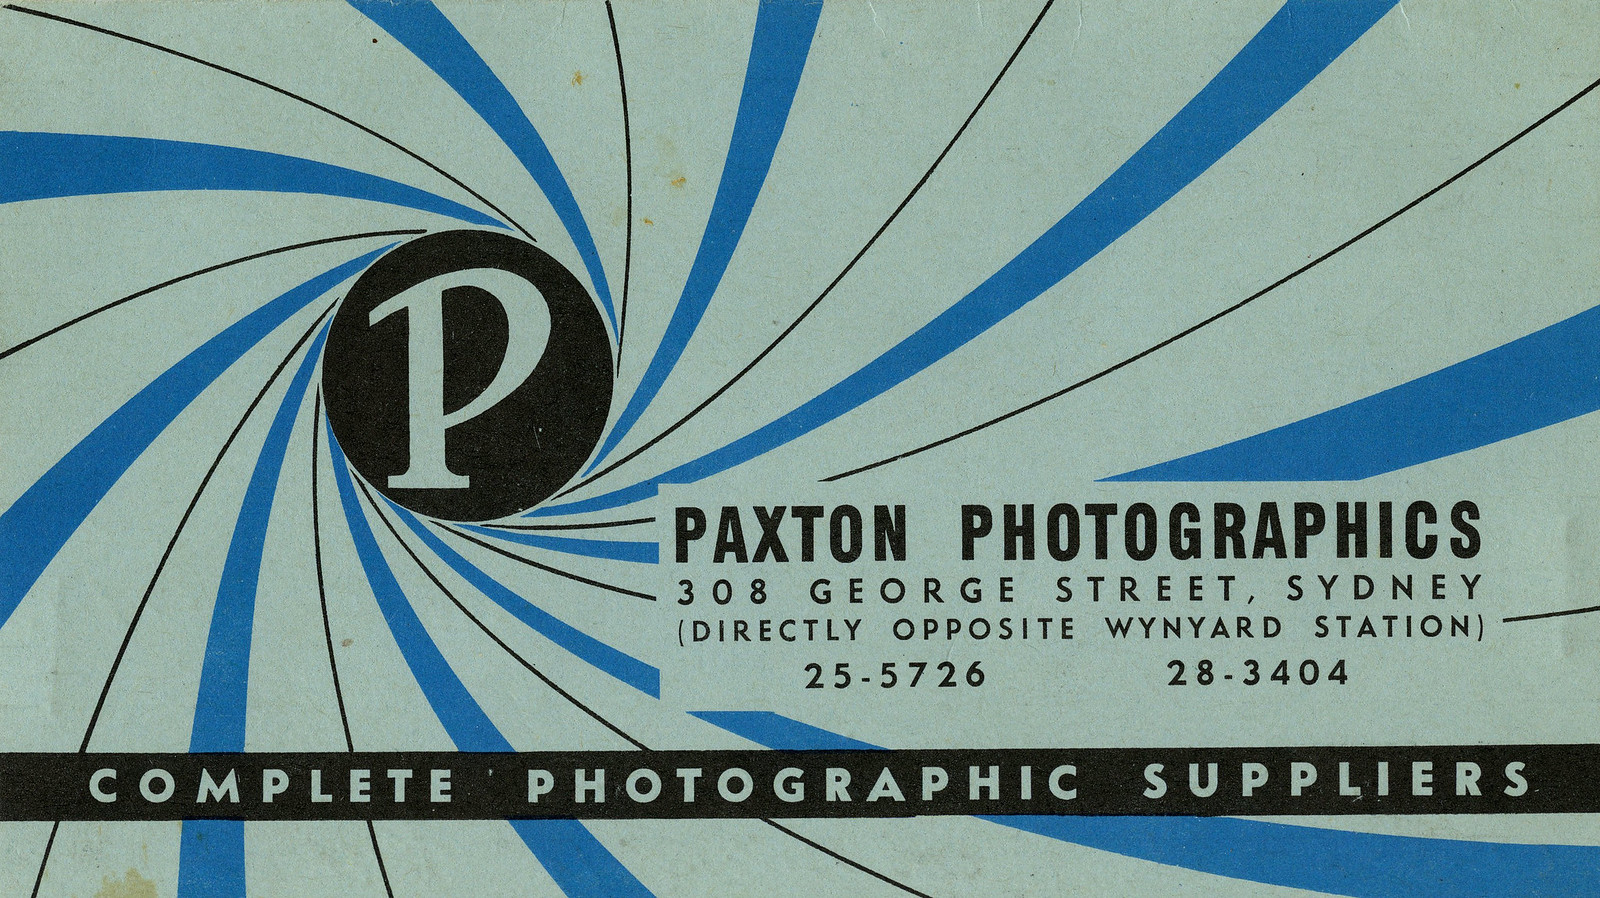 P
PAXTON PHOTOGRAPHICS
308 GEORGE STREET, SYDNEY
(DIRECTLY OPPOSITE WYNYARD STATION)
25-5726 28-3404
COMPLETE PHOTOGRAPHIC SUPPLIERS